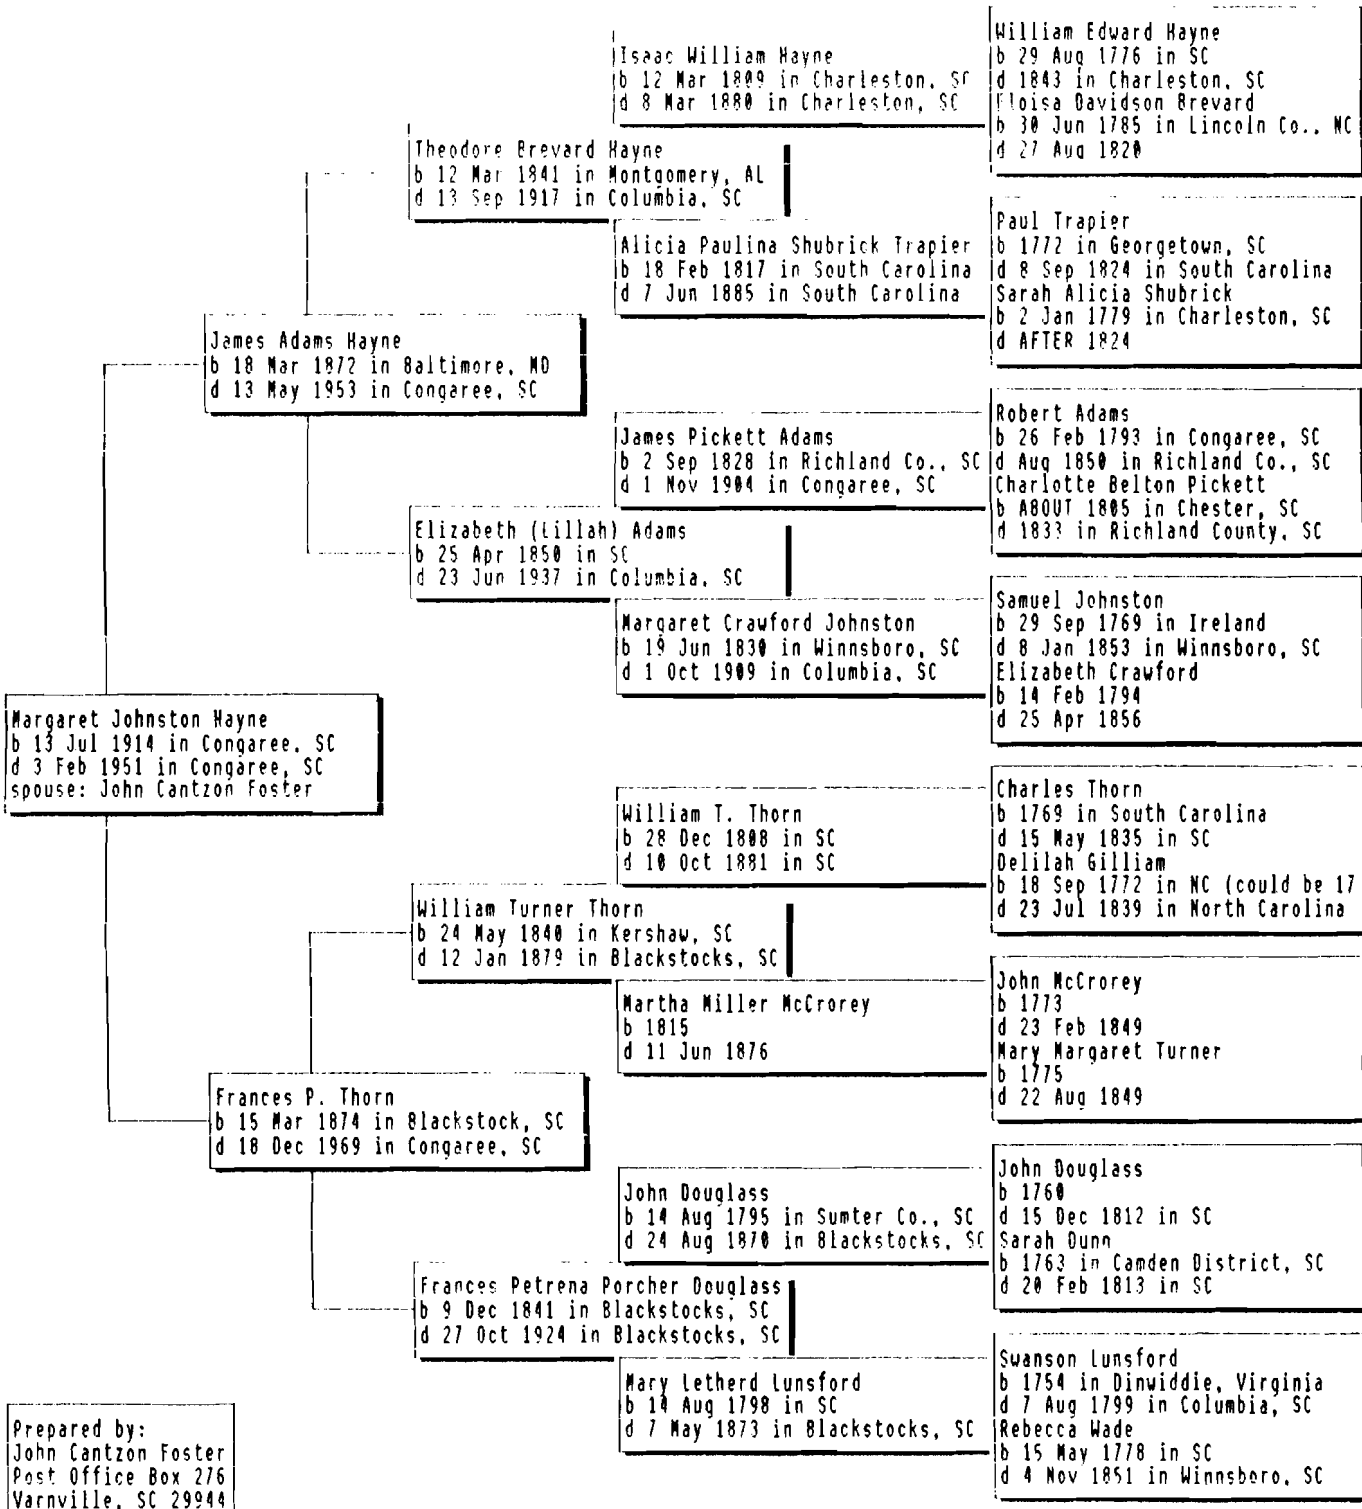 William Edward Hayne
b 29 Aug 1776 in SC
d 1843 in Charleston, SC
Eloisa Davidson Brevard
b 30 Jun 1785 in Lincoln Co., NC
d 27 Aug 1820
Isaac William Hayne
b 12 Mar 1809 in Charleston, SC
d 8 Mar 1880 in Charleston, SC
Theodore Brevard Hayne
b 12 Mar 1841 in Montgomery, AL
d 13 Sep 1917 in Columbia, SC
Paul Trapier
b 1772 in Georgetown, SC
d 8 Sep 1824 in South Carolina
Sarah Alicia Shubrick
b 2 Jan 1779 in Charleston, SC
d AFTER 1824
Alicia Paulina Shubrick Trapier
b 18 Feb 1817 in South Carolina
d 7 Jun 1885 in South Carolina
James Adams Hayne
b 18 Mar 1872 in Baltimore, MD
d 13 May 1953 in Congaree, SC
Robert Adams
b 26 Feb 1793 in Congaree, SC
d Aug 1850 in Richland Co., SC
Charlotte Belton Pickett
b ABOUT 1805 in Chester, SC
d 1833 in Richland County, SC
James Pickett Adams
b 2 Sep 1828 in Richland Co., SC
d 1 Nov 1904 in Congaree, SC
Elizabeth (Lillah) Adams
b 25 Apr 1850 in SC
d 23 Jun 1937 in Columbia, SC
Samuel Johnston
b 29 Sep 1769 in Ireland
d 8 Jan 1853 in Winnsboro, SC
Elizabeth Crawford
b 14 Feb 1794
d 25 Apr 1856
Margaret Crawford Johnston
b 19 Jun 1830 in Winnsboro, SC
d 1 Oct 1909 in Columbia, SC
Margaret Johnston Hayne
b 13 Jul 1914 in Congaree, SC
d 3 Feb 1951 in Congaree, SC
spouse: John Cantzon Foster
Charles Thorn
b 1769 in South Carolina
d 15 May 1835 in SC
Delilah Gilliam
b 18 Sep 1772 in NC (could be 17
d 23 Jul 1839 in North Carolina
William T. Thorn
b 28 Dec 1808 in SC
d 10 Oct 1881 in SC
William Turner Thorn
b 24 May 1840 in Kershaw, SC
d 12 Jan 1879 in Blackstocks, SC
John McCrorey
b 1773
d 23 Feb 1849
Mary Margaret Turner
b 1775
d 22 Aug 1849
Martha Miller McCrorey
b 1815
d 11 Jun 1876
Frances P. Thorn
b 15 Mar 1874 in Blackstock, SC
d 18 Dec 1969 in Congaree, SC
John Douglass
b 1760
d 15 Dec 1812 in SC
Sarah Dunn
b 1763 in Camden District, SC
d 20 Feb 1813 in SC
John Douglass
b 14 Aug 1795 in Sumter Co., SC
d 24 Aug 1870 in Blackstocks, SC
Frances Petrena Porcher Douglass
b 9 Dec 1841 in Blackstocks, SC
d 27 Oct 1924 in Blackstocks, SC
Swanson Lunsford
b 1754 in Dinwiddie, Virginia
d 7 Aug 1799 in Columbia, SC
Rebecca Wade
b 15 May 1778 in SC
d 4 Nov 1851 in Winnsboro, SC
Mary Letherd Lunsford
b 14 Aug 1798 in SC
d 7 May 1873 in Blackstocks, SC
Prepared by:
John Cantzon Foster
Post Office Box 276
Varnville, SC 29944